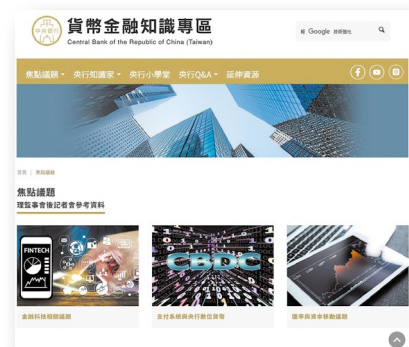 中央銀行
貨幣金融知識專區
Central Bank of the Republic of China (Taiwan)
Google
焦點議題 央行知識家 央行小學堂 央行Q&A 延伸資源
首頁 | 焦點議題
焦點議題
理監事會後記者會參考資料
FINTECH
CBDC
金融科技相關議題
支付系統與央行數位貨幣
匯率與資本移動議題